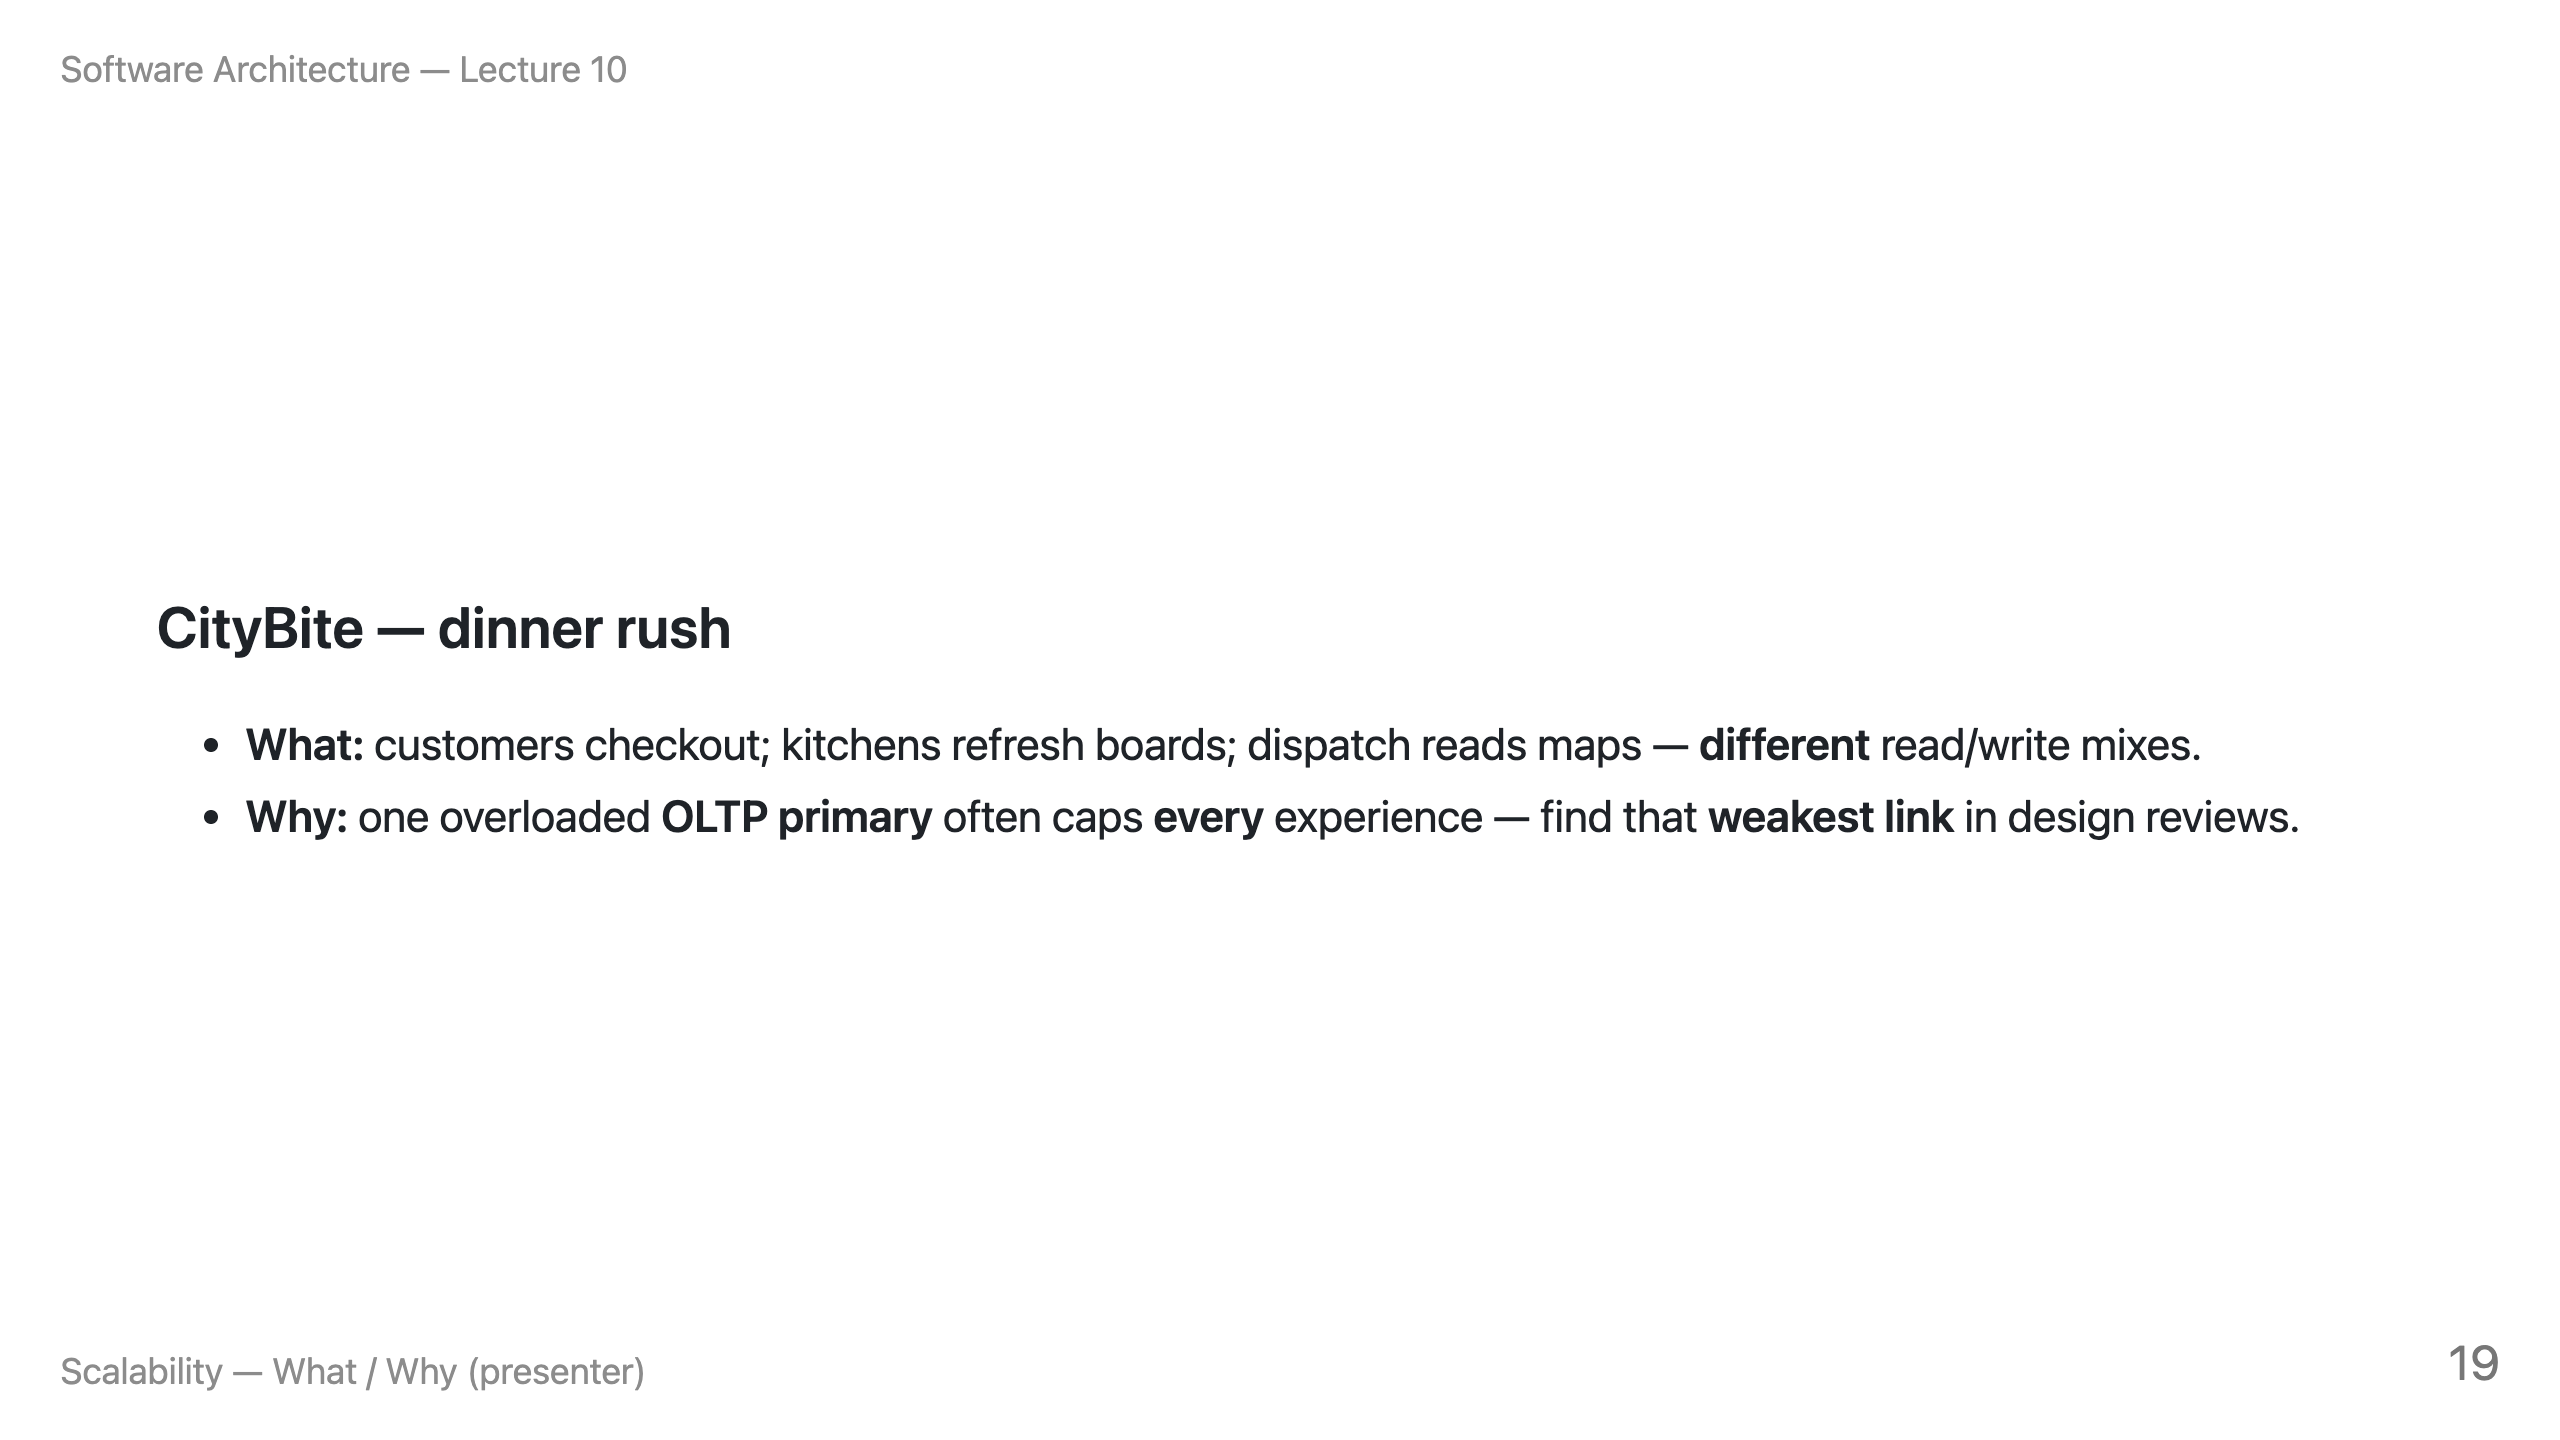 Software Architecture — Lecture 10
CityBite — dinner rush
• What: customers checkout; kitchens refresh boards; dispatch reads maps — different read/write mixes.
• Why: one overloaded OLTP primary often caps every experience — find that weakest link in design reviews.
Scalability — What / Why (presenter)
19